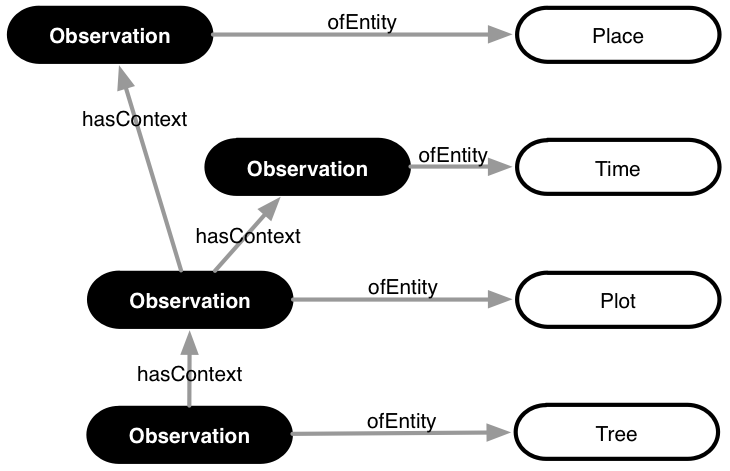 Observation
ofEntity
Place
hasContext
Observation
ofEntity
Time
hasContext
Observation
ofEntity
Plot
hasContext
Observation
ofEntity
Tree